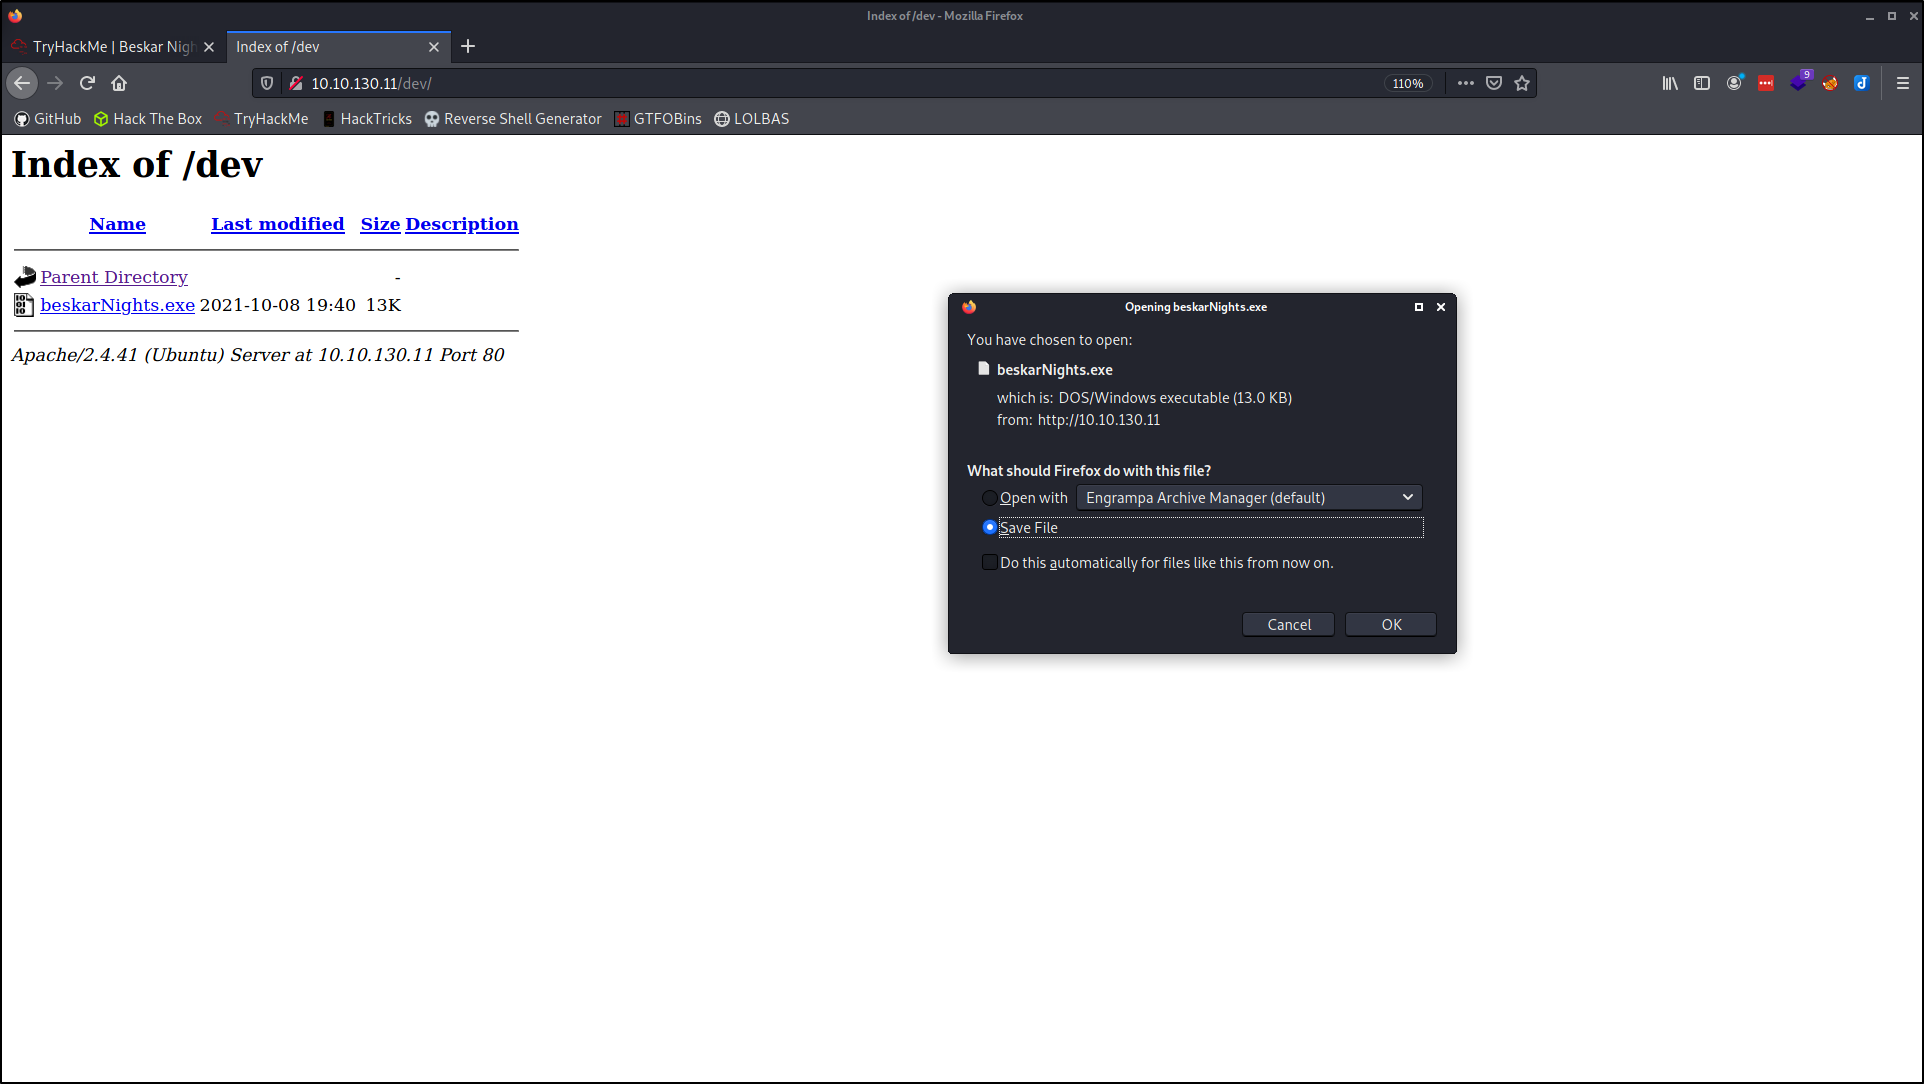 Index of /dev - Mozilla Firefox
TryHackMe | Beskar Nigh
Index of /dev
10.10.130.11/dev/
110%
9
GitHub Hack The Box TryHackMe HackTricks Reverse Shell Generator GTFOBins LOLBAS
Index of /dev
Name Last modified Size Description
Parent Directory -
beskarNights.exe 2021-10-08 19:40 13K
Apache/2.4.41 (Ubuntu) Server at 10.10.130.11 Port 80
Opening beskarNights.exe
You have chosen to open:
beskarNights.exe
which is: DOS/Windows executable (13.0 KB)
from: http://10.10.130.11
What should Firefox do with this file?
Open with Engrampa Archive Manager (default)
Save File
Do this automatically for files like this from now on.
Cancel OK